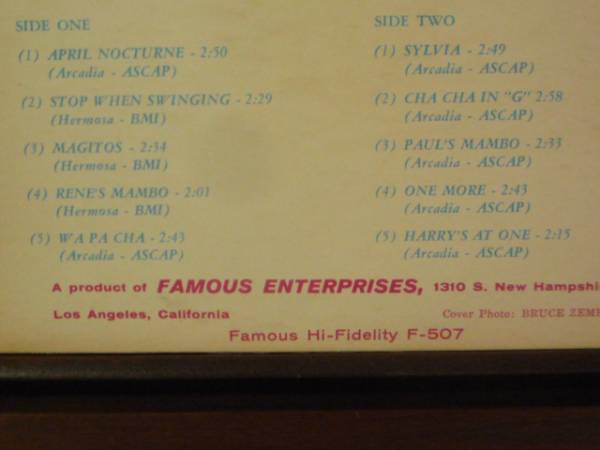 SIDE ONE
(1) APRIL NOCTURNE - 2:50
(Arcadia - ASCAP)
(2) STOP WHEN SWINGING - 2:29
(Hermosa - BMI)
(3) MAGITOS - 2:34
(Hermosa - BMI)
(4) RENE'S MAMBO - 2:01
(Hermosa - BMI)
(5) WA PA CHA - 2:43
(Arcadia - ASCAP)
SIDE TWO
(1) SYLVIA - 2:49
(Arcadia - ASCAP)
(2) CHA CHA IN "G" 2:58
(Arcadia - ASCAP)
(3) PAUL'S MAMBO - 2:33
(Arcadia - ASCAP)
(4) ONE MORE - 2:43
(Arcadia - ASCAP)
(5) HARRY'S AT ONE - 2:15
(Arcadia - ASCAP)
A product of FAMOUS ENTERPRISES, 1310 S. New Hampshi
Los Angeles, California
Cover Photo: BRUCE ZEM
Famous Hi-Fidelity F-507